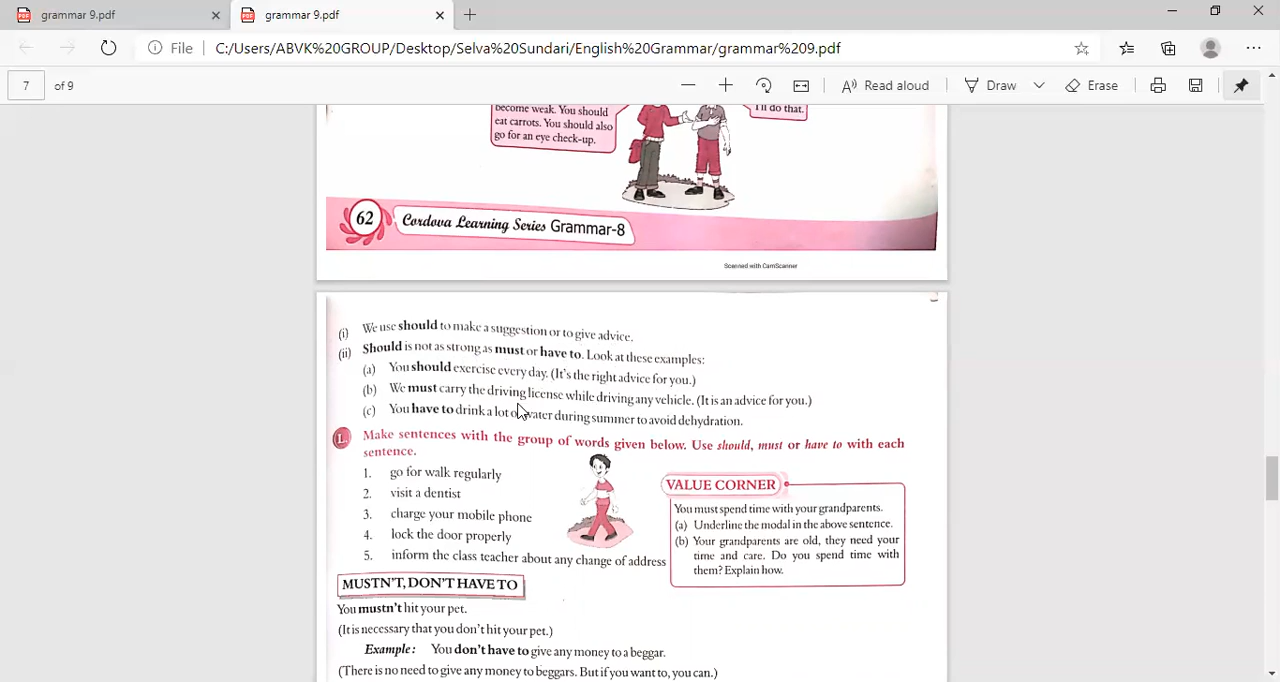 grammar 9.pdf
grammar 9.pdf
File
C:/Users/ABVK%20GROUP/Desktop/Selva%20Sundari/English%20Grammar/grammar%209.pdf
7 of 9
Read aloud
Draw
Erase
become weak. You should
eat carrots. You should also
go for an eye check-up.
I'll do that.
62 Cordova Learning Series Grammar-8
Scanned with CamScanner
(i) We use should to make a suggestion or to give advice.
(ii) Should is not as strong as must or have to. Look at these examples:
(a) You should exercise every day. (It's the right advice for you.)
(b) We must carry the driving license while driving any vehicle. (It is an advice for you.)
(c) You have to drink a lot of water during summer to avoid dehydration.
L. Make sentences with the group of words given below. Use should, must or have to with each
sentence.
1. go for walk regularly
2. visit a dentist
3. charge your mobile phone
4. lock the door properly
5. inform the class teacher about any change of address
VALUE CORNER
You must spend time with your grandparents.
(a) Underline the modal in the above sentence.
(b) Your grandparents are old, they need your
time and care. Do you spend time with
them? Explain how.
MUSTN'T, DON'T HAVE TO
You mustn't hit your pet.
(It is necessary that you don't hit your pet.)
Example: You don't have to give any money to a beggar.
(There is no need to give any money to beggars. But if you want to, you can.)